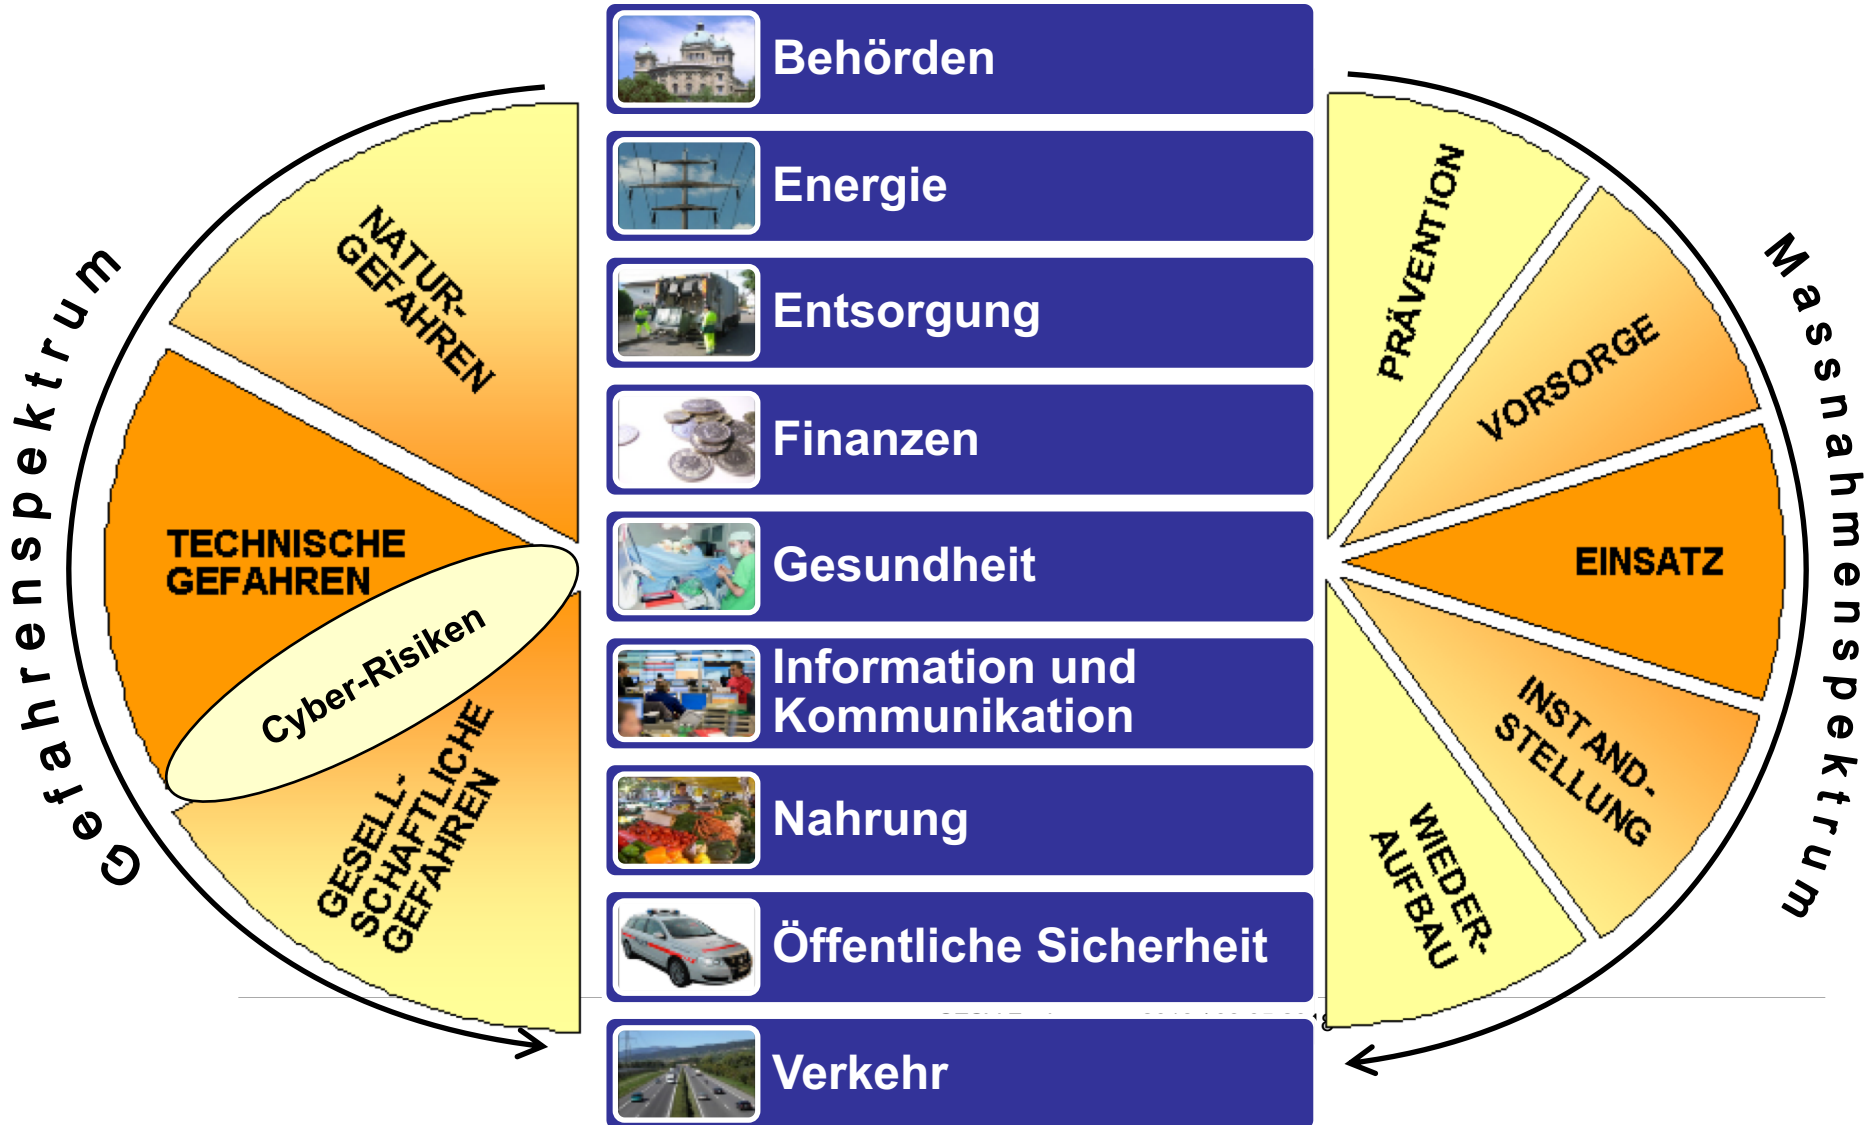 Gefahrenspektrum
NATUR-
GEFAHREN
TECHNISCHE
GEFAHREN
Cyber-Risiken
GESELL-
SCHAFTLICHE
GEFAHREN
Behörden
Energie
Entsorgung
Finanzen
Gesundheit
Information und
Kommunikation
Nahrung
Öffentliche Sicherheit
Verkehr
PRÄVENTION
VORSORGE
EINSATZ
INSTAND-
STELLUNG
WIEDER-
AUFBAU
Massnahmenspektrum